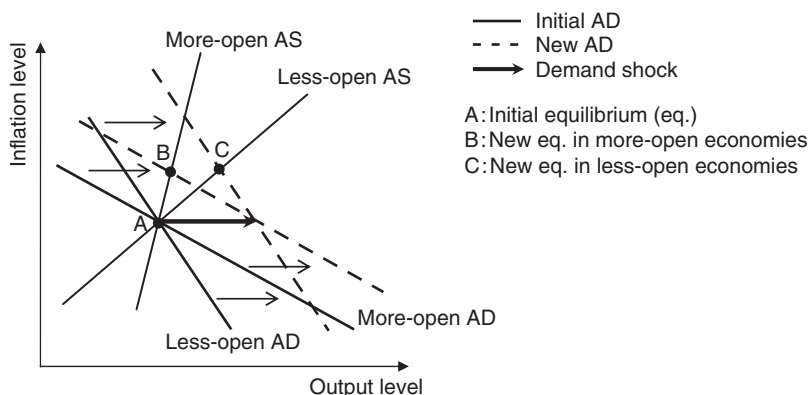 Inflation level
More-open AS
Less-open AS
B
C
A
Less-open AD
More-open AD
Output level
Initial AD
New AD
Demand shock
A:Initial equilibrium (eq.)
B:New eq. in more-open economies
C:New eq. in less-open economies